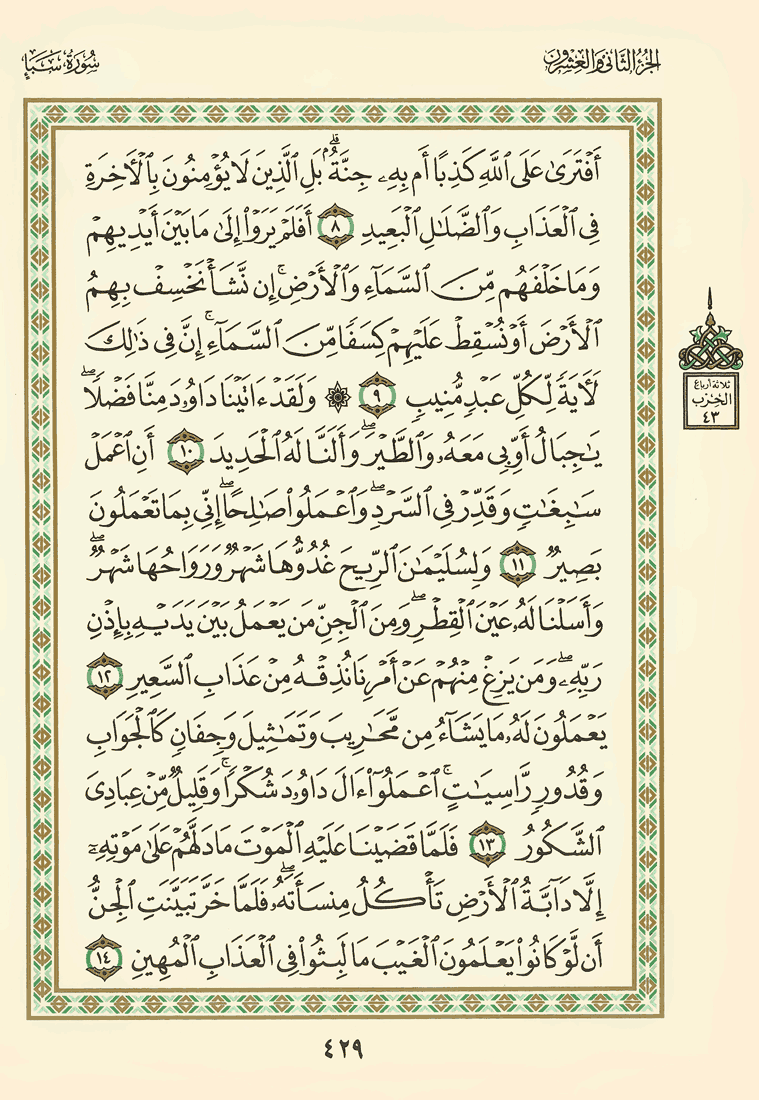 الجزء الثاني والعشرون
سورة سبإ
أَفْتَرَىٰ عَلَى ٱللَّهِ كَذِبًا أَم بِهِۦ جِنَّةٌۢ ۗ بَلِ ٱلَّذِينَ لَا يُؤْمِنُونَ بِٱلْأَخِرَةِ
فِى ٱلْعَذَابِ وَٱلضَّلَـٰلِ ٱلْبَعِيدِ ٨ أَفَلَمْ يَرَوْا۟ إِلَىٰ مَا بَيْنَ أَيْدِيهِمْ
وَمَا خَلْفَهُم مِّنَ ٱلسَّمَآءِ وَٱلْأَرْضِ ۚ إِن نَّشَأْ نَخْسِفْ بِهِمُ
ٱلْأَرْضَ أَوْ نُسْقِطْ عَلَيْهِمْ كِسَفًا مِّنَ ٱلسَّمَآءِ ۚ إِنَّ فِى ذَٰلِكَ
لَأَيَةً لِّكُلِّ عَبْدٍ مُّنِيبٍ ٩ ۞ وَلَقَدْ ءَاتَيْنَا دَاوُۥدَ مِنَّا فَضْلًا ۖ
يَـٰجِبَالُ أَوِّبِى مَعَهُۥ وَٱلطَّيْرَ ۖ وَأَلَنَّا لَهُ ٱلْحَدِيدَ ١٠ أَنِ ٱعْمَلْ
سَـٰبِغَـٰتٍ وَقَدِّرْ فِى ٱلسَّرْدِ ۖ وَٱعْمَلُوا۟ صَـٰلِحًا ۖ إِنِّى بِمَا تَعْمَلُونَ
بَصِيرٌ ١١ وَلِسُلَيْمَـٰنَ ٱلرِّيحَ غُدُوُّهَا شَهْرٌ وَرَوَاحُهَا شَهْرٌ ۖ
وَأَسَلْنَا لَهُۥ عَيْنَ ٱلْقِطْرِ ۖ وَمِنَ ٱلْجِنِّ مَن يَعْمَلُ بَيْنَ يَدَيْهِ بِإِذْنِ
رَبِّهِۦ ۖ وَمَن يَزِغْ مِنْهُمْ عَنْ أَمْرِنَا نُذِقْهُ مِنْ عَذَابِ ٱلسَّعِيرِ ١٢
يَعْمَلُونَ لَهُۥ مَا يَشَآءُ مِن مَّحَـٰرِيبَ وَتَمَـٰثِيلَ وَجِفَانٍ كَٱلْجَوَابِ
وَقُدُورٍ رَّاسِيَـٰتٍ ۚ ٱعْمَلُوٓا۟ ءَالَ دَاوُۥدَ شُكْرًا ۚ وَقَلِيلٌ مِّنْ عِبَادِىَ
ٱلشَّكُورُ ١٣ فَلَمَّا قَضَيْنَا عَلَيْهِ ٱلْمَوْتَ مَا دَلَّهُمْ عَلَىٰ مَوْتِهِۦٓ
إِلَّا دَآبَّةُ ٱلْأَرْضِ تَأْكُلُ مِنسَأَتَهُۥ ۖ فَلَمَّا خَرَّ تَبَيَّنَتِ ٱلْجِنُّ
أَن لَّوْ كَانُوا۟ يَعْلَمُونَ ٱلْغَيْبَ مَا لَبِثُوا۟ فِى ٱلْعَذَابِ ٱلْمُهِينِ ١٤
ثلاثة أرباع
الحزب
٤٣
٤٢٩